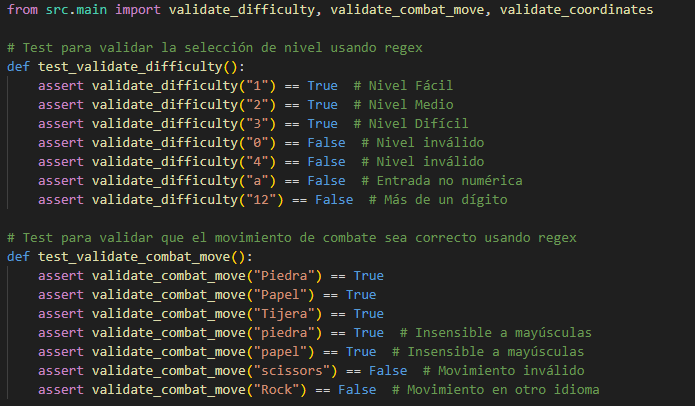 from src.main import validate_difficulty, validate_combat_move, validate_coordinates
# Test para validar la selección de nivel usando regex
def test_validate_difficulty():
    assert validate_difficulty("1") == True  # Nivel Fácil
    assert validate_difficulty("2") == True  # Nivel Medio
    assert validate_difficulty("3") == True  # Nivel Difícil
    assert validate_difficulty("0") == False  # Nivel inválido
    assert validate_difficulty("4") == False  # Nivel inválido
    assert validate_difficulty("a") == False  # Entrada no numérica
    assert validate_difficulty("12") == False  # Más de un dígito
# Test para validar que el movimiento de combate sea correcto usando regex
def test_validate_combat_move():
    assert validate_combat_move("Piedra") == True
    assert validate_combat_move("Papel") == True
    assert validate_combat_move("Tijera") == True
    assert validate_combat_move("piedra") == True  # Insensible a mayúsculas
    assert validate_combat_move("papel") == True  # Insensible a mayúsculas
    assert validate_combat_move("scissors") == False  # Movimiento inválido
    assert validate_combat_move("Rock") == False  # Movimiento en otro idioma